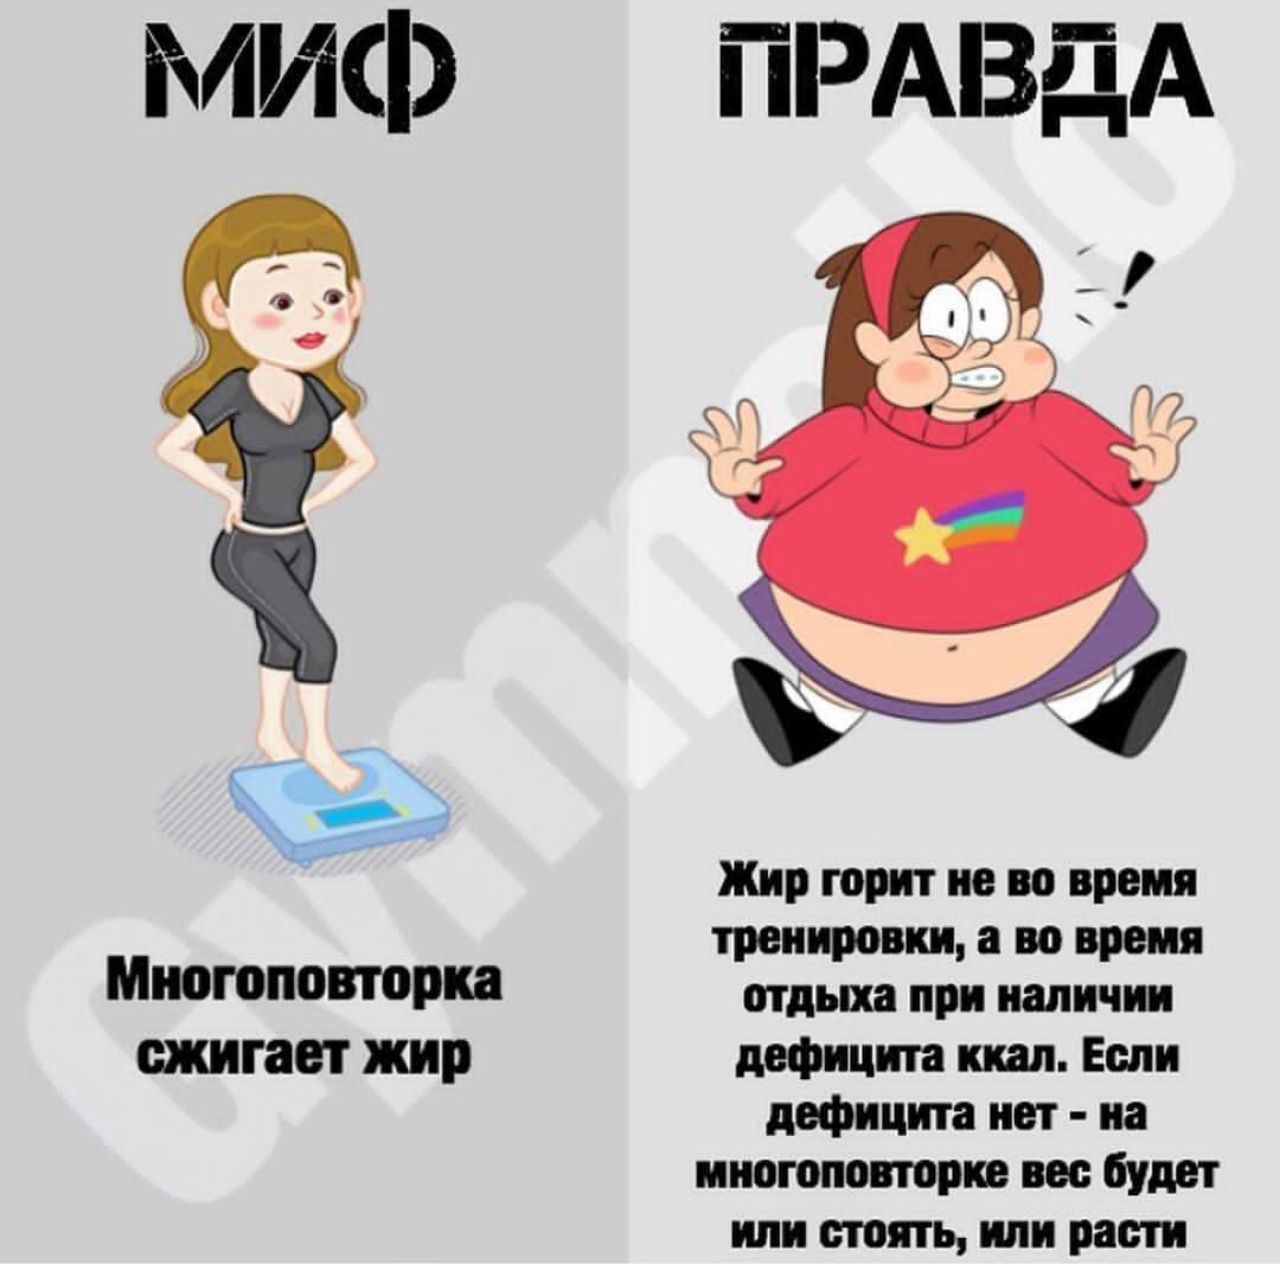 МИФ
ПРАВДА
Многоповторка
сжигает жир
Жир горит не во время
тренировки, а во время
отдыха при наличии
дефицита ккал. Если
дефицита нет - на
многоповторке вес будет
или стоять, или расти